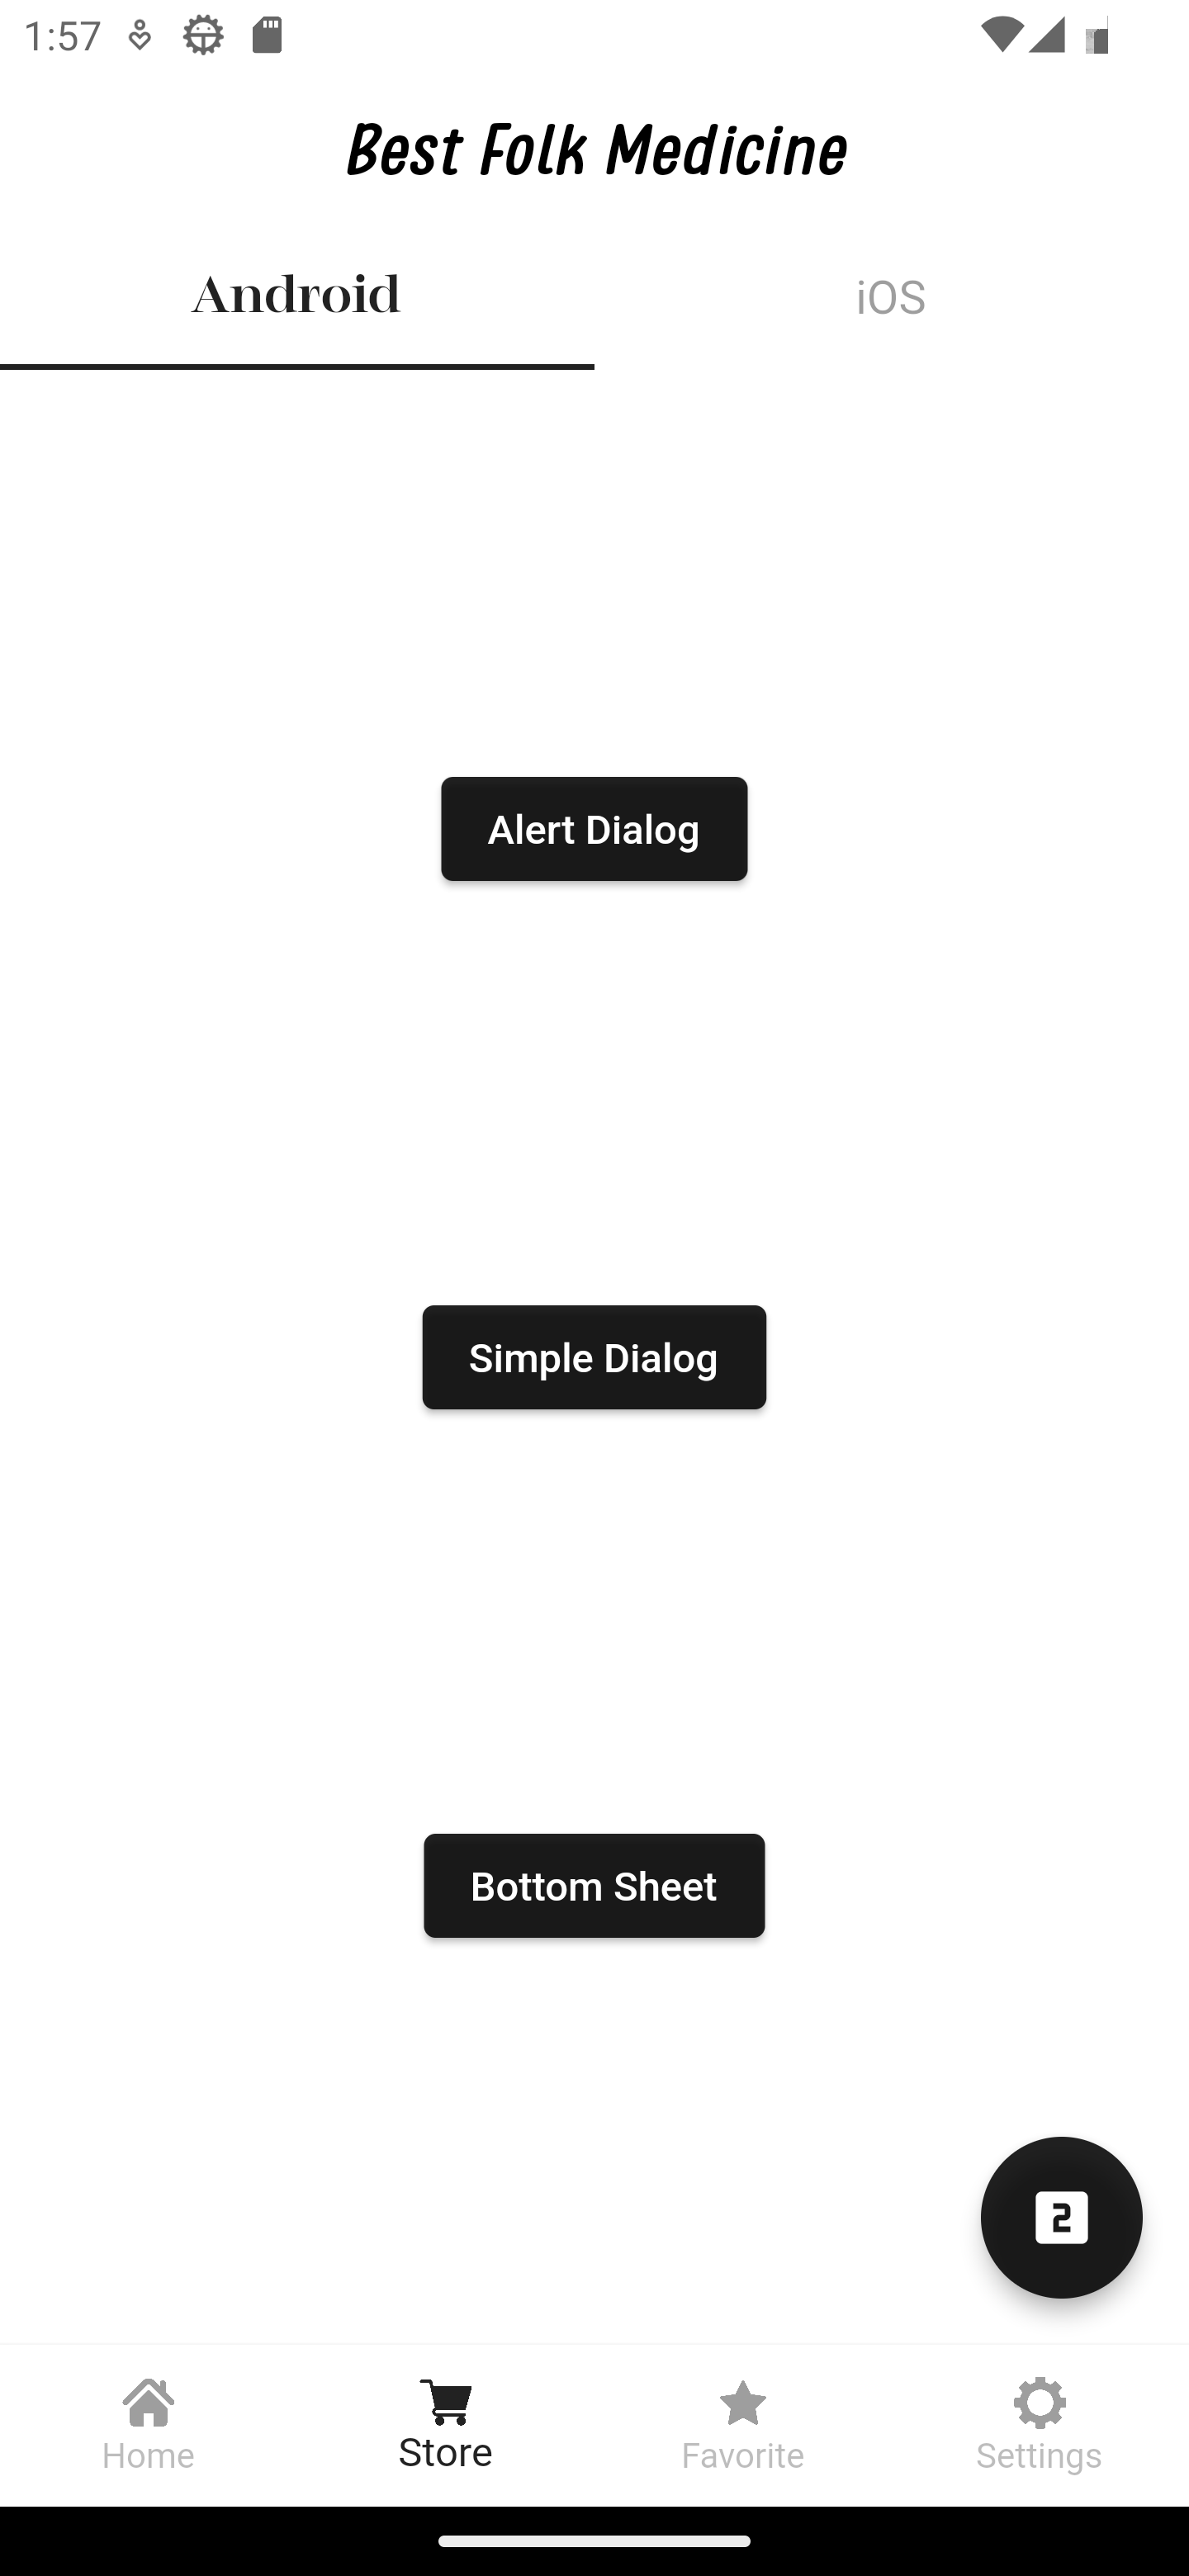 1:57
Best Folk Medicine
Android
iOS
Alert Dialog
Simple Dialog
Bottom Sheet
2
Home
Store
Favorite
Settings